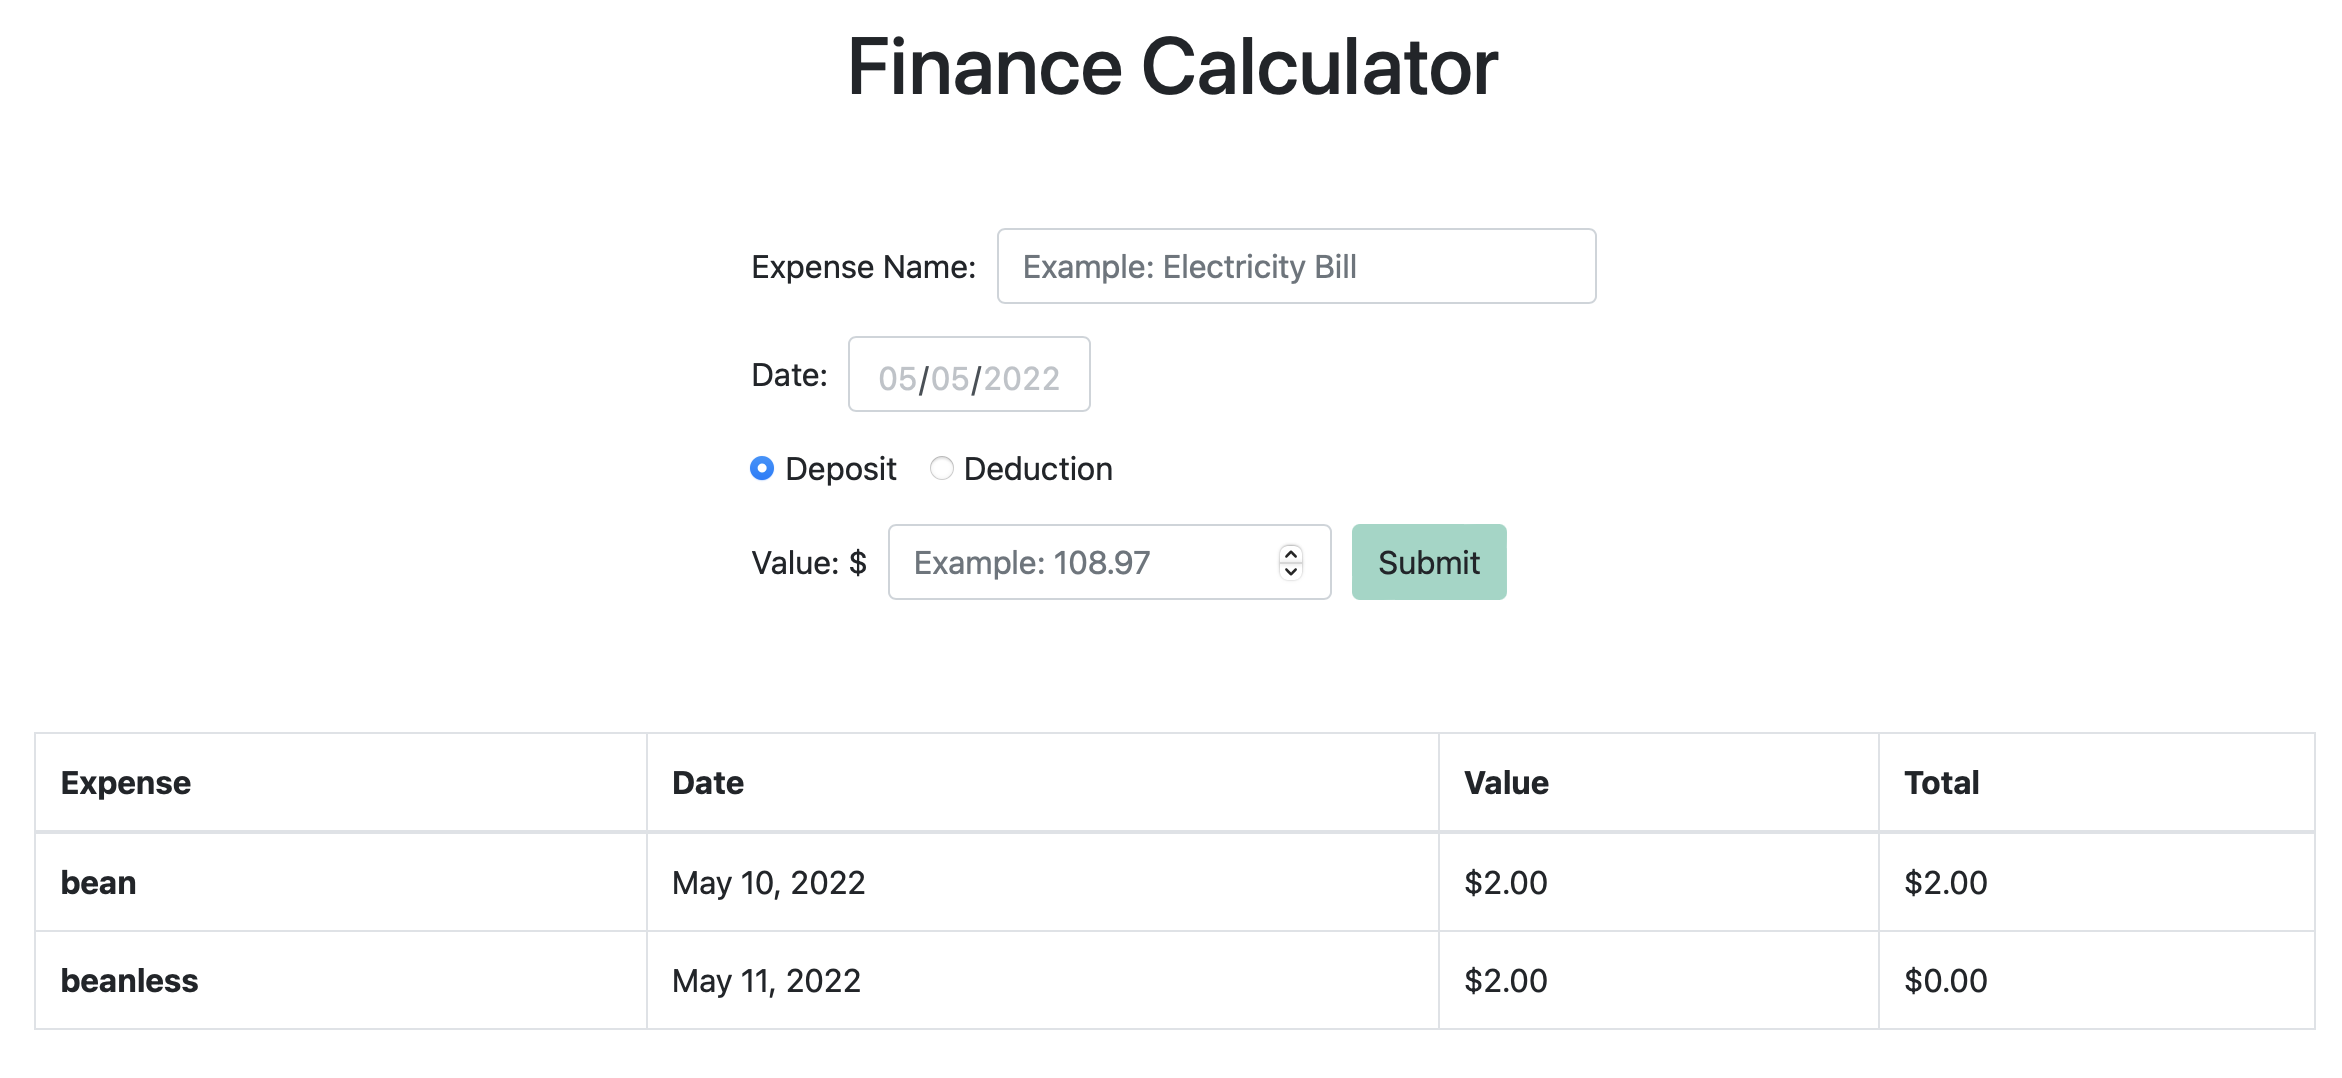 Finance Calculator
Expense Name: Example: Electricity Bill
Date: 05/05/2022
Deposit Deduction
Value: $ Example: 108.97 Submit
Expense Date Value Total
bean May 10, 2022 $2.00 $2.00
beanless May 11, 2022 $2.00 $0.00